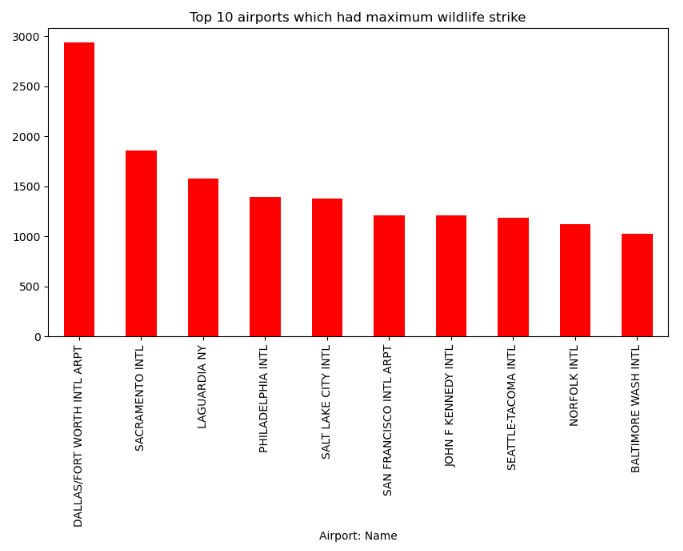 Top 10 airports which had maximum wildlife strike
3000
2500
2000
1500
1000
500
0
DALLAS/FORT WORTH INTL ARPT
SACRAMENTO INTL
LAGUARDIA NY
PHILADELPHIA INTL
SALT LAKE CITY INTL
SAN FRANCISCO INTL ARPT
JOHN F KENNEDY INTL
SEATTLE-TACOMA INTL
NORFOLK INTL
BALTIMORE WASH INTL
Airport: Name